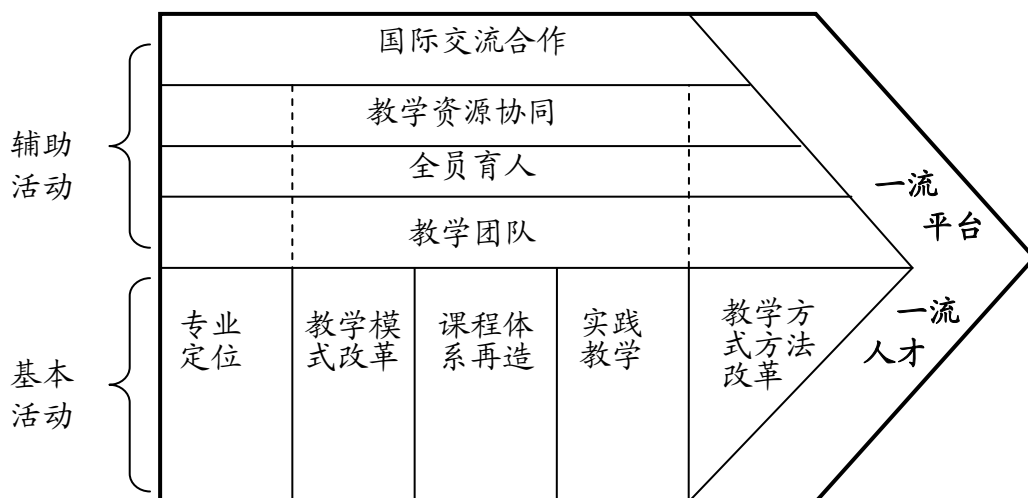 国际交流合作
教学资源协同
全员育人
教学团队
辅助
活动
一流
平台
专业
定位
教学模
式改革
课程体
系再造
实践
教学
教学方
式方法
改革
一流
人才
基本
活动